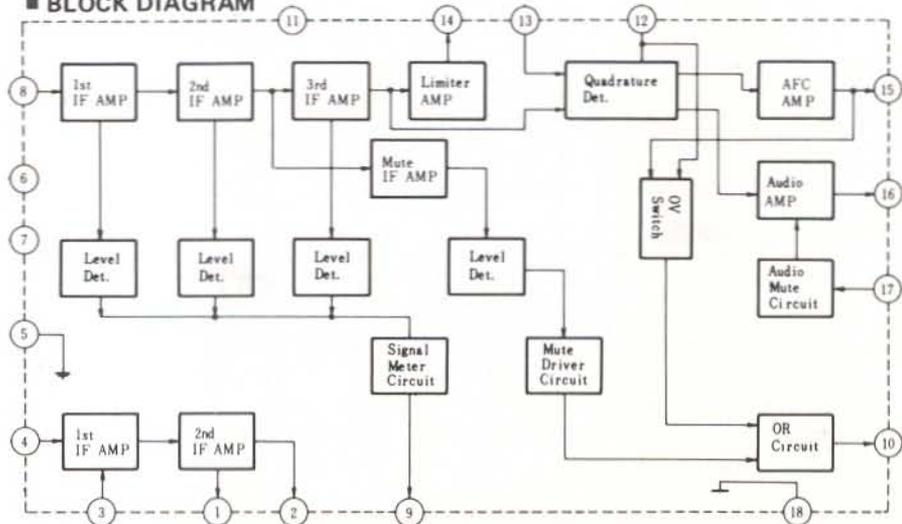 ■ BLOCK DIAGRAM
11
14
13
12
8
1st
IF AMP
2nd
IF AMP
3rd
IF AMP
Limiter
AMP
Quadrature
Det.
AFC
AMP
15
6
Mute
IF AMP
OV
Switch
Audio
AMP
16
7
Level
Det.
Level
Det.
Level
Det.
Level
Det.
Audio
Mute
Circuit
17
5
Signal
Meter
Circuit
Mute
Driver
Circuit
4
1st
IF AMP
2nd
IF AMP
OR
Circuit
10
3
1
2
9
18